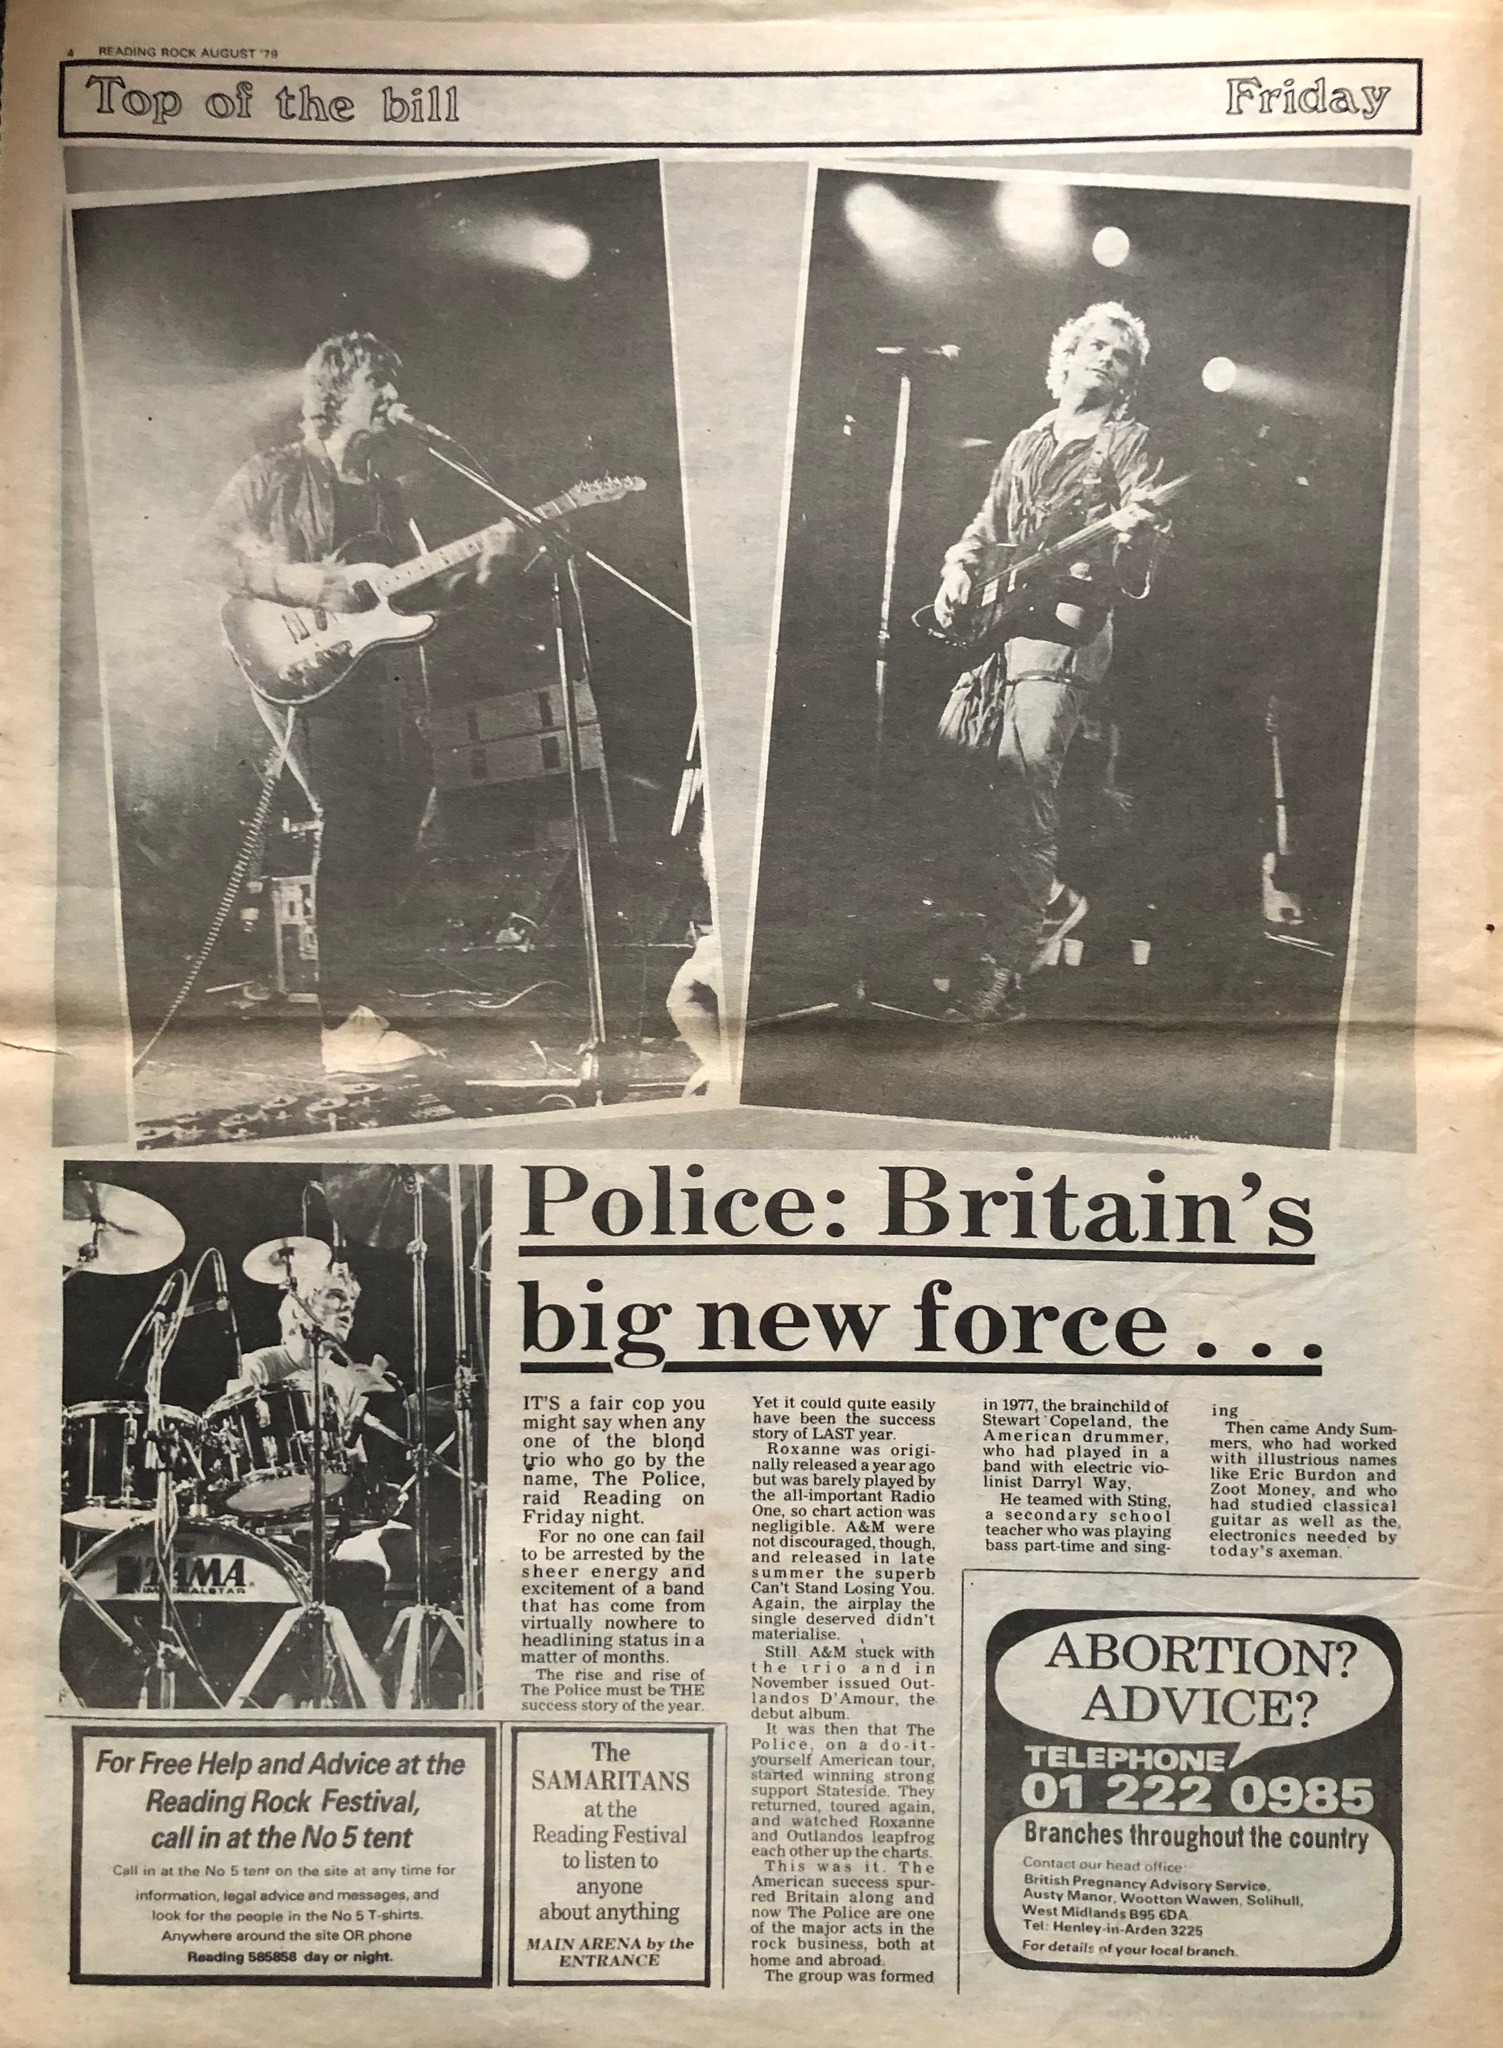 4 READING ROCK AUGUST '79
Top of the bill
Friday
Police: Britain's
big new force . . .
IT'S a fair cop you
might say when any
one of the blond
trio who go by the
name, The Police,
raid Reading on
Friday night.
For no one can fail
to be arrested by the
sheer energy and
excitement of a band
that has come from
virtually nowhere to
headlining status in a
matter of months.
The rise and rise of
The Police must be THE
success story of the year.
Yet it could quite easily
have been the success
story of LAST year.
Roxanne was origi-
nally released a year ago
but was barely played by
the all-important Radio
One, so chart action was
negligible. A&M were
not discouraged, though,
and released in late
summer the superb
Can't Stand Losing You.
Again, the airplay the
single deserved didn't
materialise.
Still A&M stuck with
the trio and in
November issued Out-
landos D'Amour, the
debut album.
It was then that The
Police, on a do-it-
yourself American tour,
started winning strong
support Stateside. They
returned, toured again,
and watched Roxanne
and Outlandos leapfrog
each other up the charts.
This was it. The
American success spur-
red Britain along and
now The Police are one
of the major acts in the
rock business, both at
home and abroad.
The group was formed
in 1977, the brainchild of
Stewart Copeland, the
American drummer,
who had played in a
band with electric vio-
linist Darryl Way,
He teamed with Sting,
a secondary school
teacher who was playing
bass part-time and sing-
ing
Then came Andy Sum-
mers, who had worked
with illustrious names
like Eric Burdon and
Zoot Money, and who
had studied classical
guitar as well as the
electronics needed by
today's axeman.
TAMA
IMPERIALSTAR
For Free Help and Advice at the
Reading Rock Festival,
call in at the No 5 tent
Call in at the No 5 tent on the site at any time for
information, legal advice and messages, and
look for the people in the No 5 T-shirts.
Anywhere around the site OR phone
Reading 585858 day or night.
The
SAMARITANS
at the
Reading Festival
to listen to
anyone
about anything
MAIN ARENA by the
ENTRANCE
ABORTION?
ADVICE?
TELEPHONE
01 222 0985
Branches throughout the country
Contact our head office:
British Pregnancy Advisory Service,
Austy Manor, Wootton Wawen, Solihull,
West Midlands B95 6DA
Tel: Henley-in-Arden 3225
For details of your local branch.